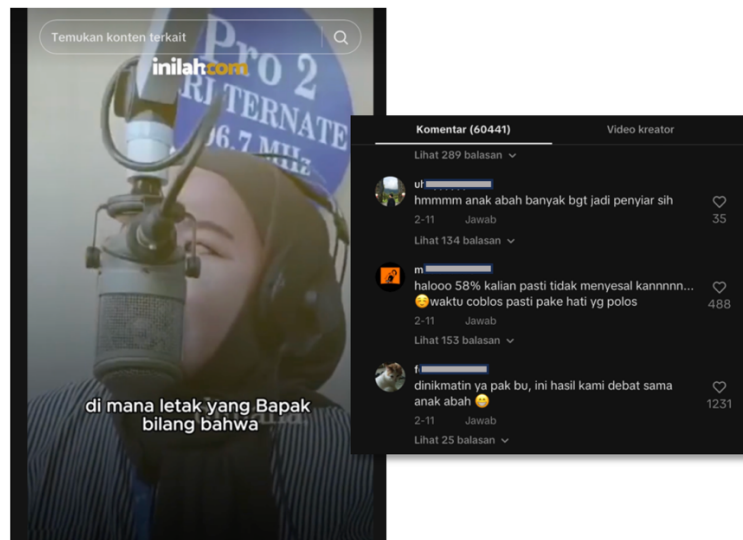 Temukan konten terkait
inilah.com
Pro 2
RRI TERNATE
96.7 MHz
di mana letak yang Bapak
bilang bahwa
Komentar (60441)
Video kreator
Lihat 289 balasan
hmmmm anak abah banyak bgt jadi penyiar sih
35
2-11 Jawab
Lihat 134 balasan
halooo 58% kalian pasti tidak menyesal kannnnn...
☺️waktu coblos pasti pake hati yg polos
488
2-11 Jawab
Lihat 153 balasan
dinikmatin ya pak bu, ini hasil kami debat sama
anak abah 😁
1231
2-11 Jawab
Lihat 25 balasan